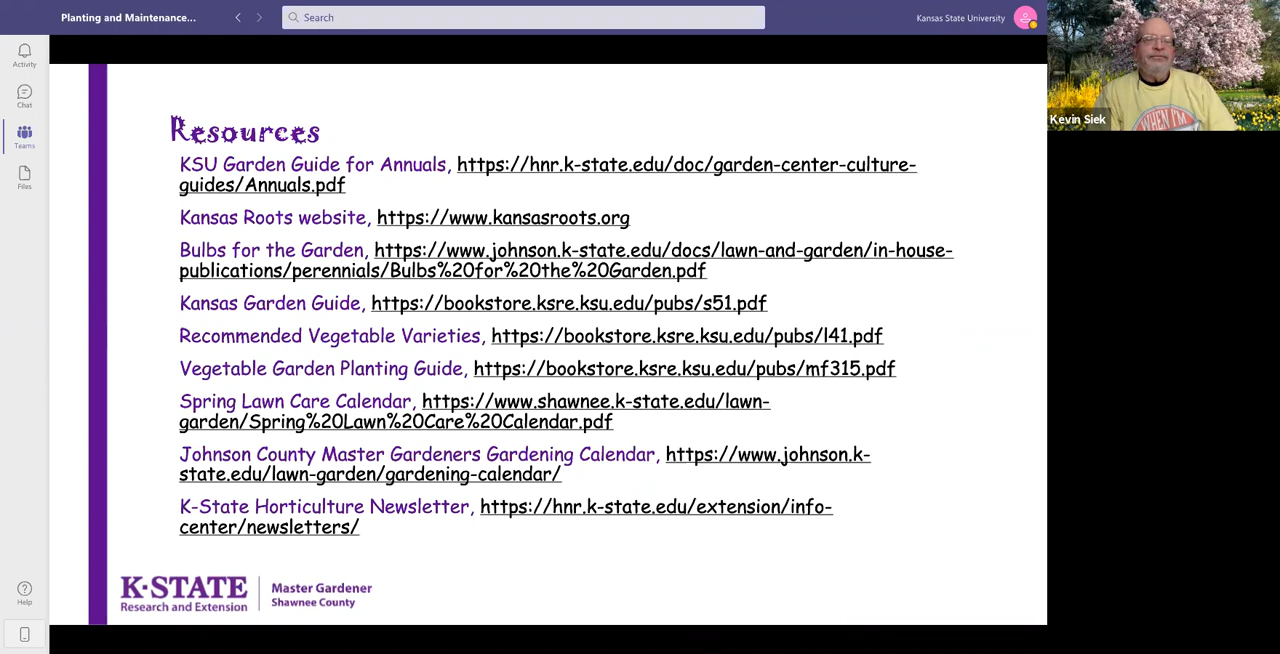 Planting and Maintenance...
Search
Kansas State University
Activity
Chat
Teams
Files
Help
Resources
KSU Garden Guide for Annuals, https://hnr.k-state.edu/doc/garden-center-culture-
guides/Annuals.pdf
Kansas Roots website, https://www.kansasroots.org
Bulbs for the Garden, https://www.johnson.k-state.edu/docs/lawn-and-garden/in-house-
publications/perennials/Bulbs%20for%20the%20Garden.pdf
Kansas Garden Guide, https://bookstore.ksre.ksu.edu/pubs/s51.pdf
Recommended Vegetable Varieties, https://bookstore.ksre.ksu.edu/pubs/l41.pdf
Vegetable Garden Planting Guide, https://bookstore.ksre.ksu.edu/pubs/mf315.pdf
Spring Lawn Care Calendar, https://www.shawnee.k-state.edu/lawn-
garden/Spring%20Lawn%20Care%20Calendar.pdf
Johnson County Master Gardeners Gardening Calendar, https://www.johnson.k-
state.edu/lawn-garden/gardening-calendar/
K-State Horticulture Newsletter, https://hnr.k-state.edu/extension/info-
center/newsletters/
K-STATE
Research and Extension
Master Gardener
Shawnee County
Kevin Siek
WHEN I'M